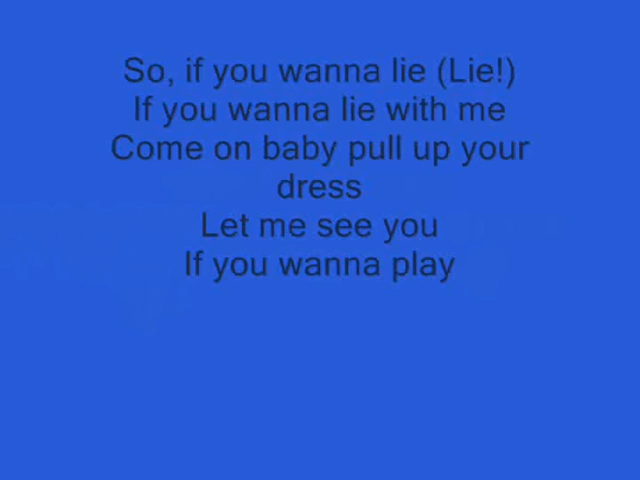 So, if you wanna lie (Lie!)
If you wanna lie with me
Come on baby pull up your
dress
Let me see you
If you wanna play